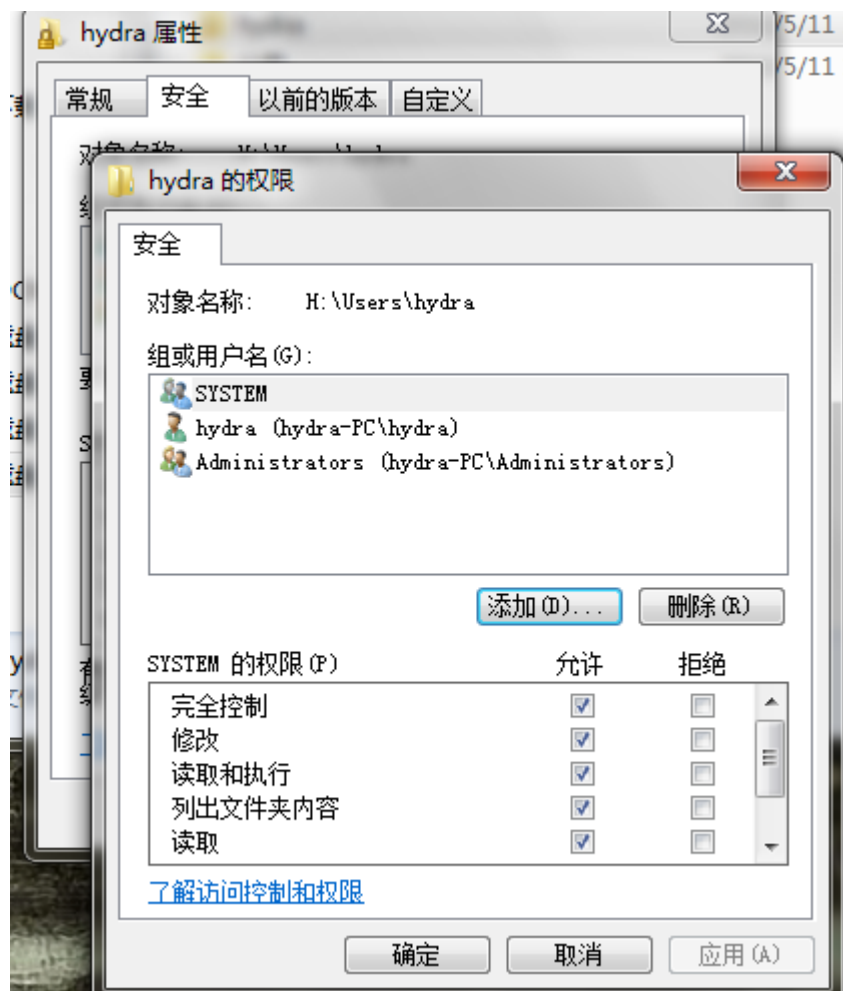 hydra 属性
/5/11
/5/11
常规
安全
以前的版本
自定义
hydra 的权限
安全
对象名称: H:\Users\hydra
组或用户名(G):
SYSTEM
hydra (hydra-PC\hydra)
Administrators (hydra-PC\Administrators)
添加(D)...
删除(R)
SYSTEM 的权限(P) 允许 拒绝
完全控制
修改
读取和执行
列出文件夹内容
读取
了解访问控制和权限
确定
取消
应用(A)